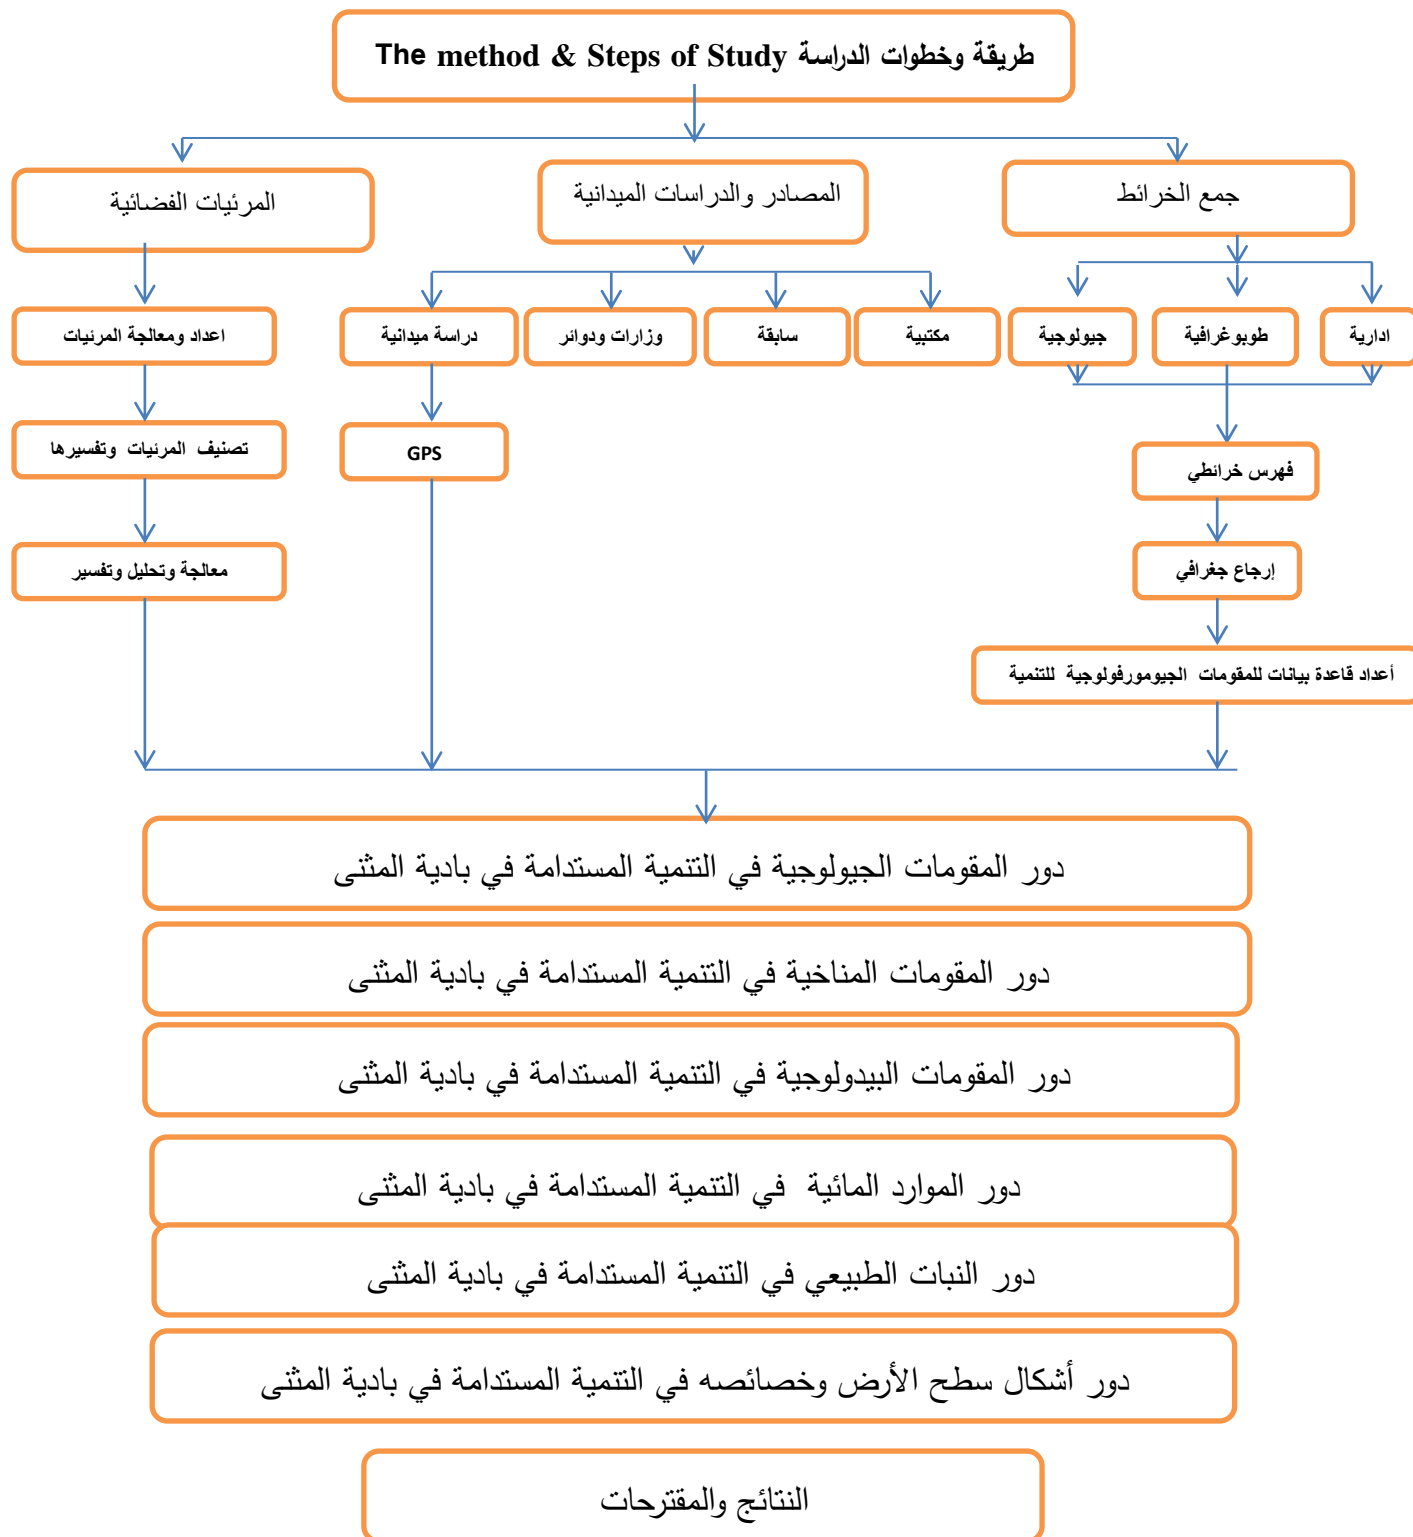 طريقة وخطوات الدراسة The method & Steps of Study
جمع الخرائط
المصادر والدراسات الميدانية
المرئيات الفضائية
ادارية
طوبوغرافية
جيولوجية
مكتبية
سابقة
وزارات ودوائر
دراسة ميدانية
اعداد ومعالجة المرئيات
فهرس خرائطي
GPS
تصنيف المرئيات وتفسيرها
إرجاع جغرافي
معالجة وتحليل وتفسير
أعداد قاعدة بيانات للمقومات الجيومورفولوجية للتنمية
دور المقومات الجيولوجية في التنمية المستدامة في بادية المثنى
دور المقومات المناخية في التنمية المستدامة في بادية المثنى
دور المقومات البيدولوجية في التنمية المستدامة في بادية المثنى
دور الموارد المائية في التنمية المستدامة في بادية المثنى
دور النبات الطبيعي في التنمية المستدامة في بادية المثنى
دور أشكال سطح الأرض وخصائصه في التنمية المستدامة في بادية المثنى
النتائج والمقترحات